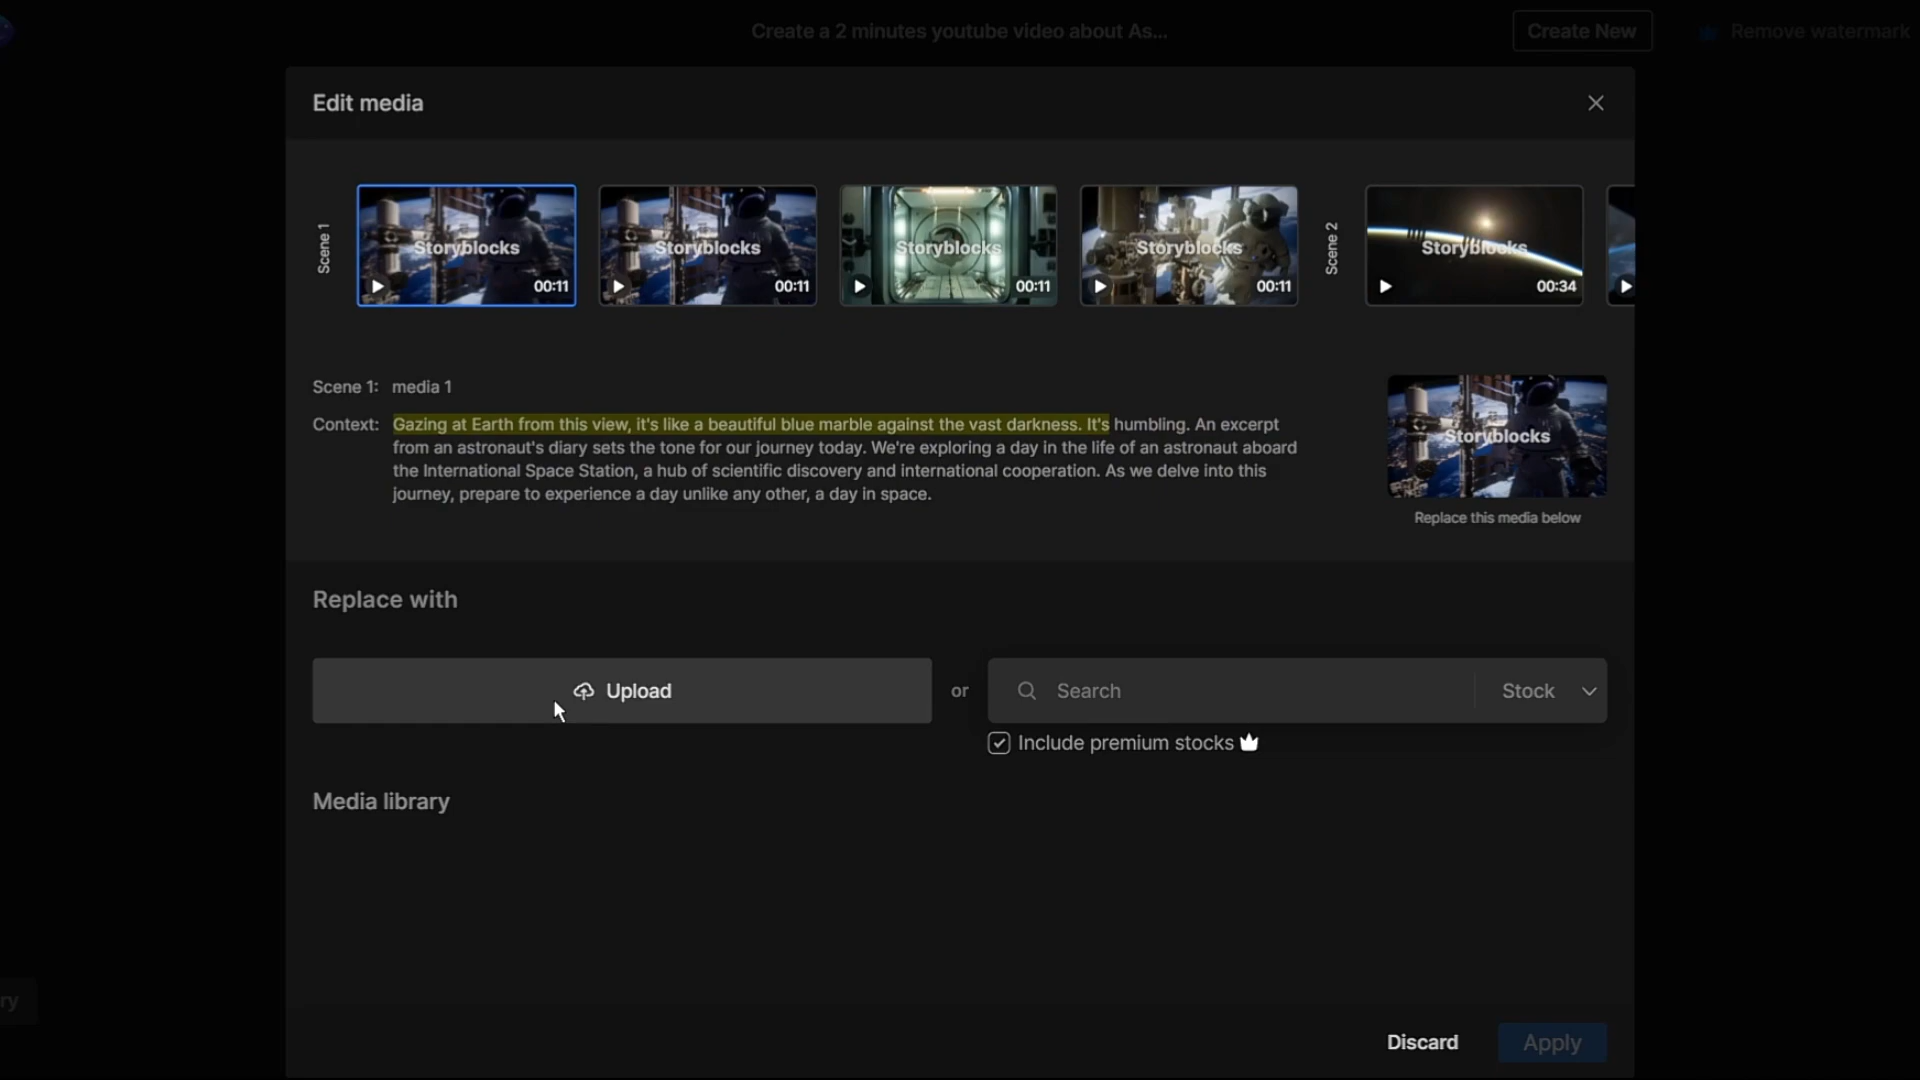 Create a 2 minutes youtube video about As...
Create New
Remove watermark
Edit media
Scene 1
Storyblocks
00:11
Storyblocks
00:11
Storyblocks
00:11
Storyblocks
00:11
Scene 2
Storyblocks
00:34
Scene 1: media 1
Context: Gazing at Earth from this view, it's like a beautiful blue marble against the vast darkness. It's humbling. An excerpt
from an astronaut's diary sets the tone for our journey today. We're exploring a day in the life of an astronaut aboard
the International Space Station, a hub of scientific discovery and international cooperation. As we delve into this
journey, prepare to experience a day unlike any other, a day in space.
Storyblocks
Replace this media below
Replace with
Upload
or
Search
Stock
Include premium stocks
Media library
ry
Discard
Apply